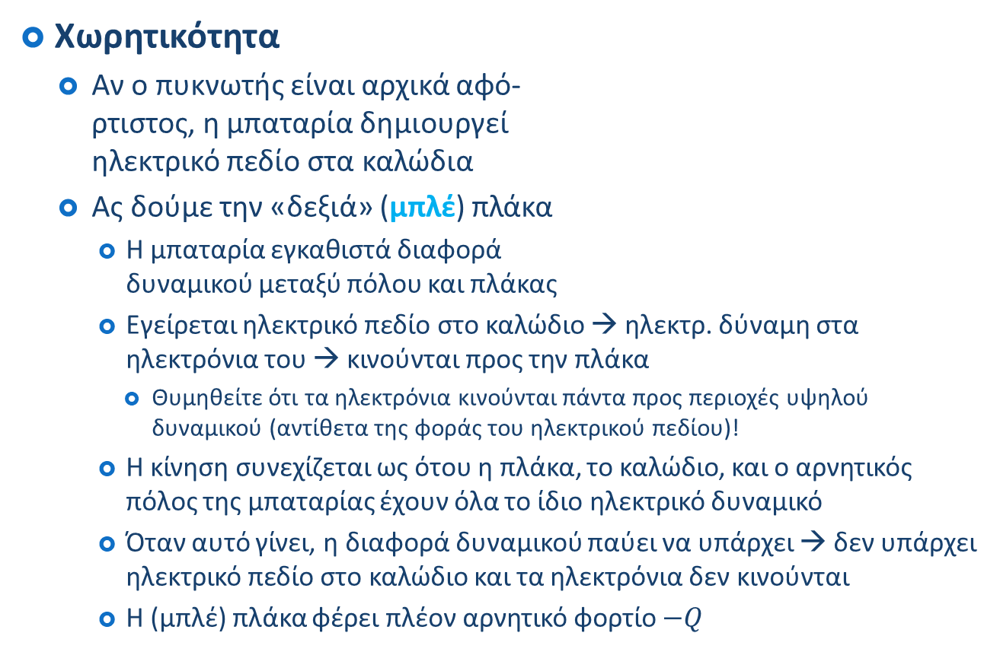 Χωρητικότητα
Αν ο πυκνωτής είναι αρχικά αφό-
ρτιστος, η μπαταρία δημιουργεί
ηλεκτρικό πεδίο στα καλώδια
Ας δούμε την «δεξιά» (μπλέ) πλάκα
Η μπαταρία εγκαθιστά διαφορά
δυναμικού μεταξύ πόλου και πλάκας
Εγείρεται ηλεκτρικό πεδίο στο καλώδιο → ηλεκτρ. δύναμη στα
ηλεκτρόνια του → κινούνται προς την πλάκα
Θυμηθείτε ότι τα ηλεκτρόνια κινούνται πάντα προς περιοχές υψηλού
δυναμικού (αντίθετα της φοράς του ηλεκτρικού πεδίου)!
Η κίνηση συνεχίζεται ως ότου η πλάκα, το καλώδιο, και ο αρνητικός
πόλος της μπαταρίας έχουν όλα το ίδιο ηλεκτρικό δυναμικό
Όταν αυτό γίνει, η διαφορά δυναμικού παύει να υπάρχει → δεν υπάρχει
ηλεκτρικό πεδίο στο καλώδιο και τα ηλεκτρόνια δεν κινούνται
Η (μπλέ) πλάκα φέρει πλέον αρνητικό φορτίο −Q